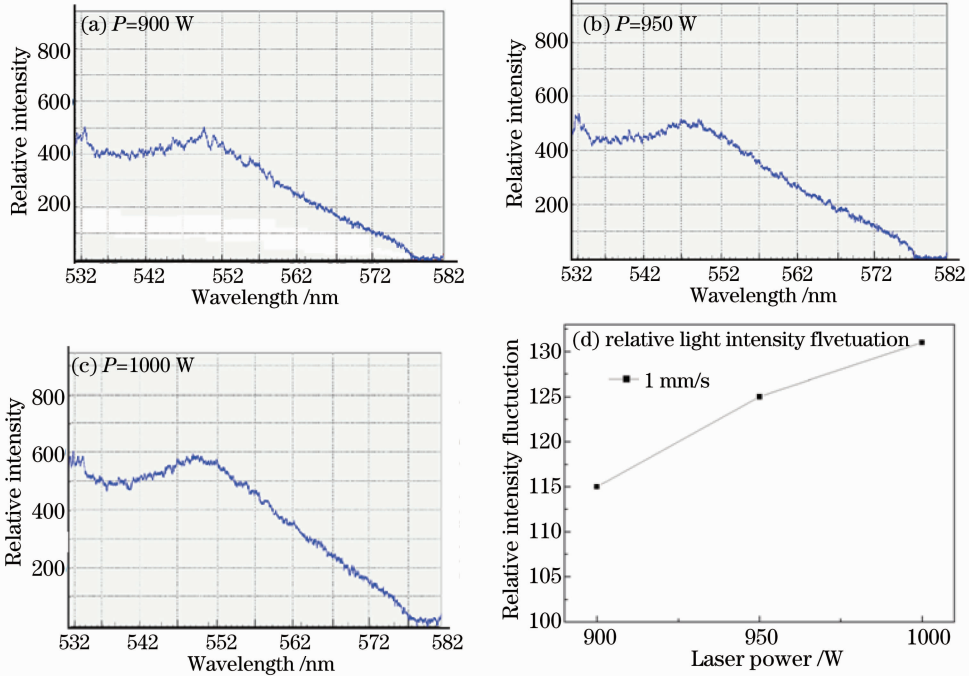 (a) P=900 W
Relative intensity
800
600
400
200
532 542 552 562 572 582
Wavelength /nm
(b) P=950 W
Relative intensity
800
600
400
200
532 542 552 562 572 582
Wavelength /nm
(c) P=1000 W
Relative intensity
800
600
400
200
532 542 552 562 572 582
Wavelength /nm
(d) relative light intensity flvetuation
1 mm/s
Relative intensity fluctuction
130
125
120
115
110
105
100
900 950 1000
Laser power /W